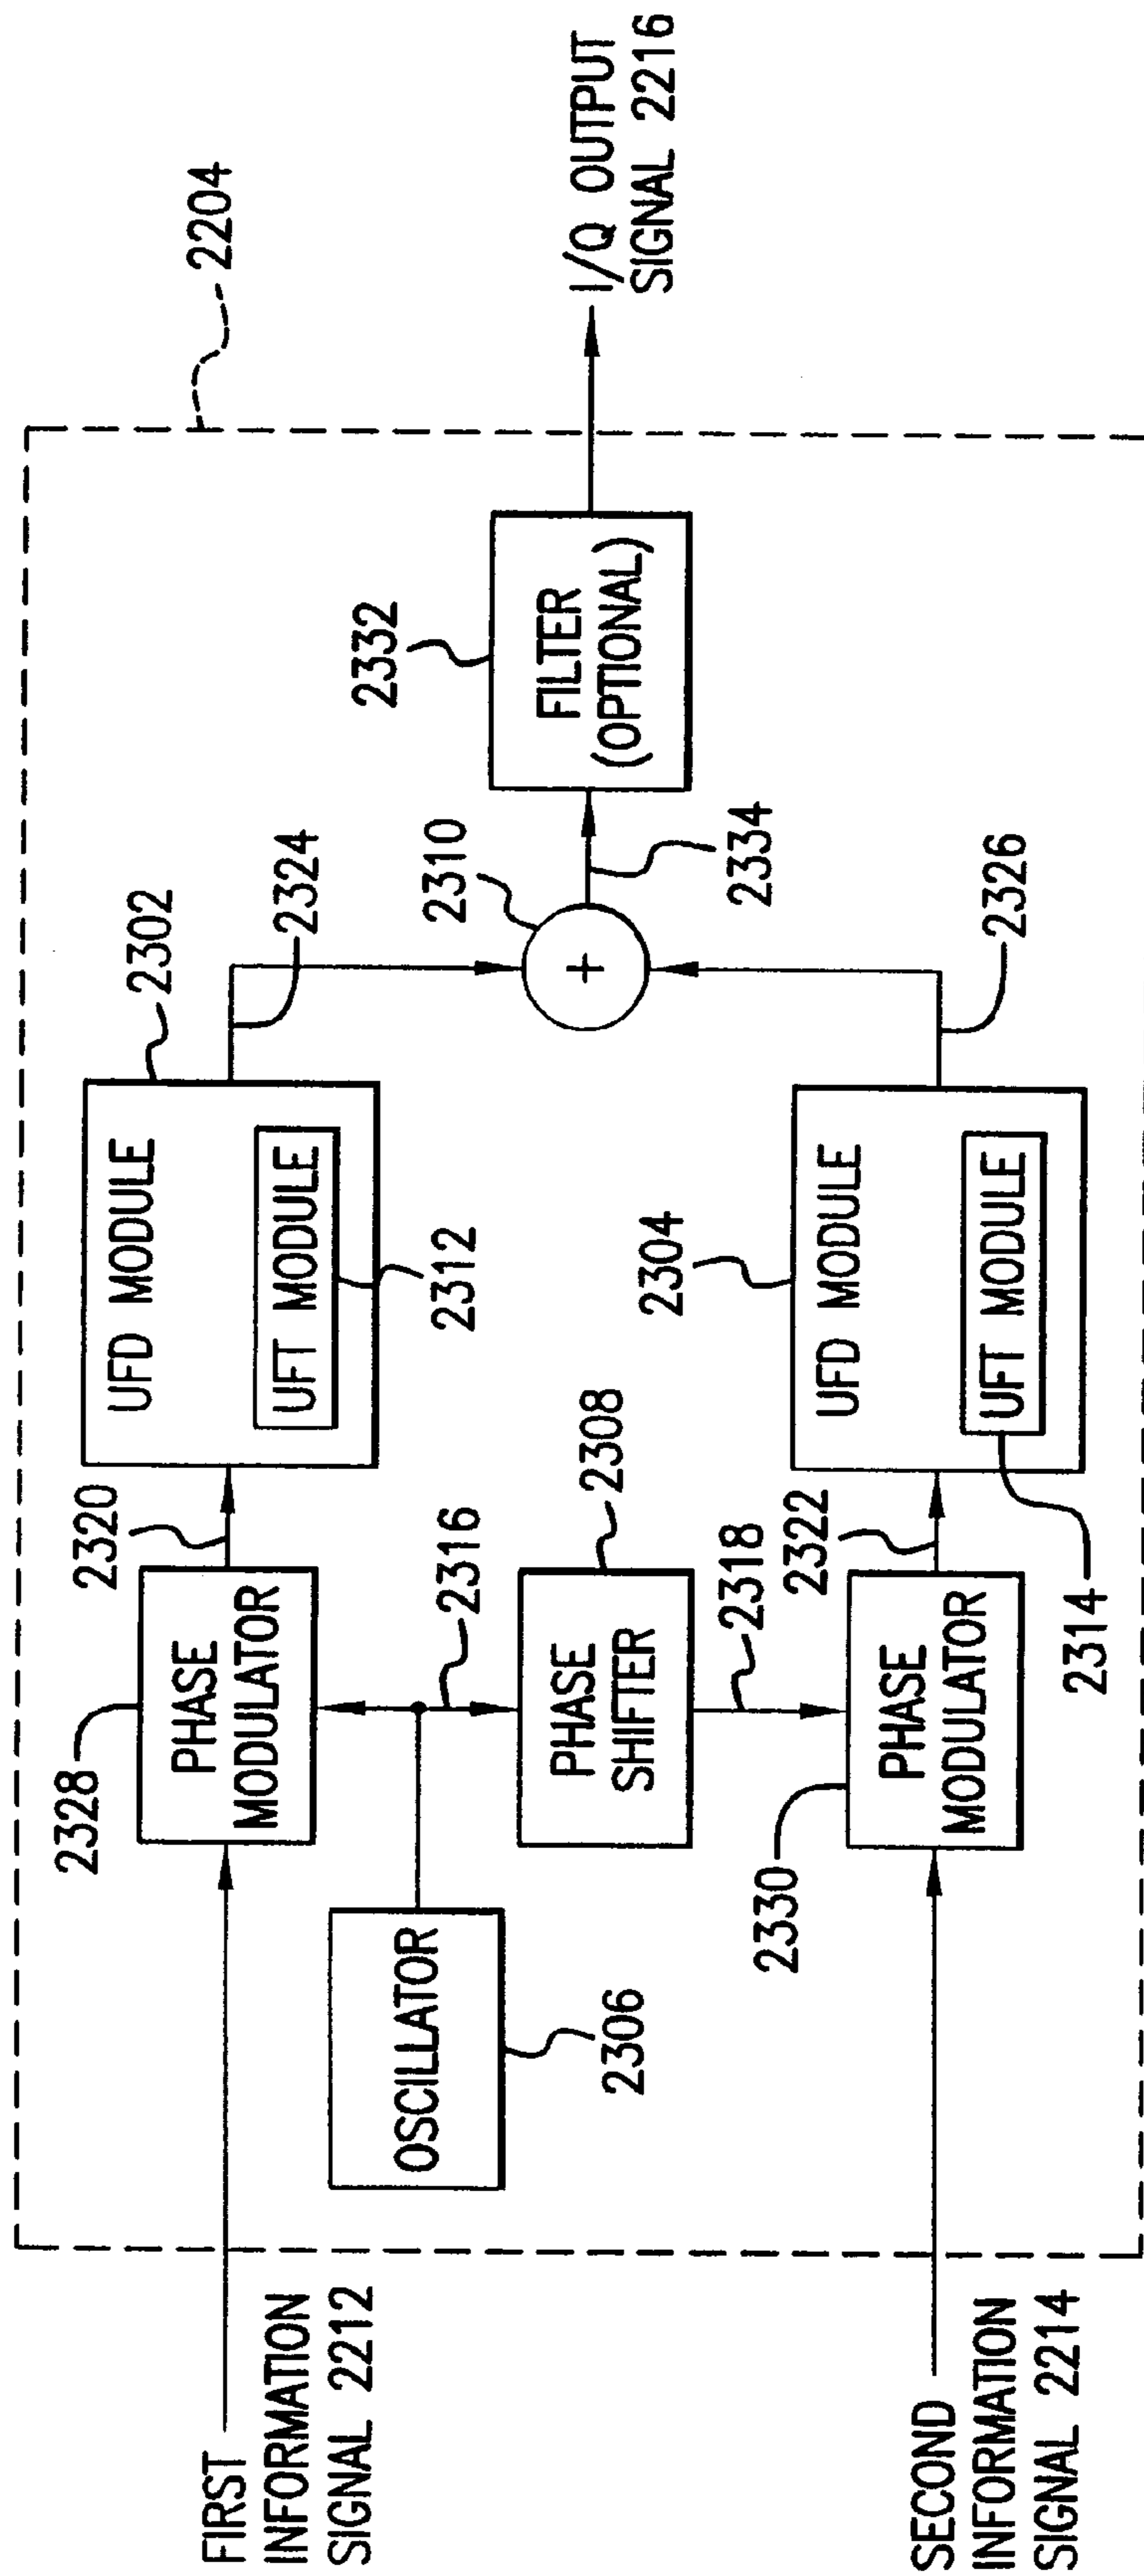 FIRST
INFORMATION
SIGNAL 2212
2328
PHASE
MODULATOR
2320
UFD MODULE
2302
UFT MODULE
2312
2324
2204
OSCILLATOR
2306
2316
PHASE
SHIFTER
2308
2318
2310
+
2334
2332
FILTER
(OPTIONAL)
I/Q OUTPUT
SIGNAL 2216
SECOND
INFORMATION
SIGNAL 2214
2330
PHASE
MODULATOR
2322
2304
UFD MODULE
UFT MODULE
2314
2326